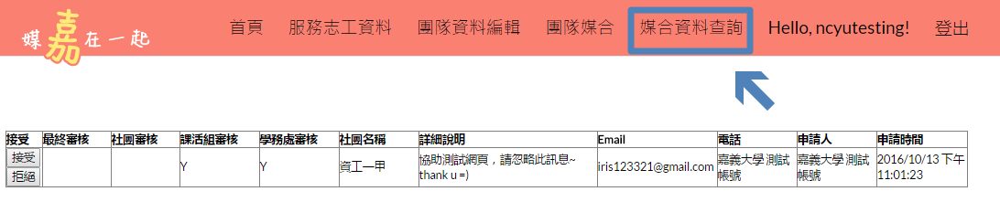 媒嘉在一起
首頁 服務志工資料 團隊資料編輯 團隊媒合 媒合資料查詢 Hello, ncyutesting! 登出
接受 最終審核 社團審核 課活組審核 學務處審核 社團名稱 詳細說明 Email 電話 申請人 申請時間
接受
拒絕
Y
Y
資工一甲
協助測試網頁，請忽略此訊息~
thank u =)
iris123321@gmail.com
嘉義大學 測試
帳號
嘉義大學 測試
帳號
2016/10/13 下午
11:01:23